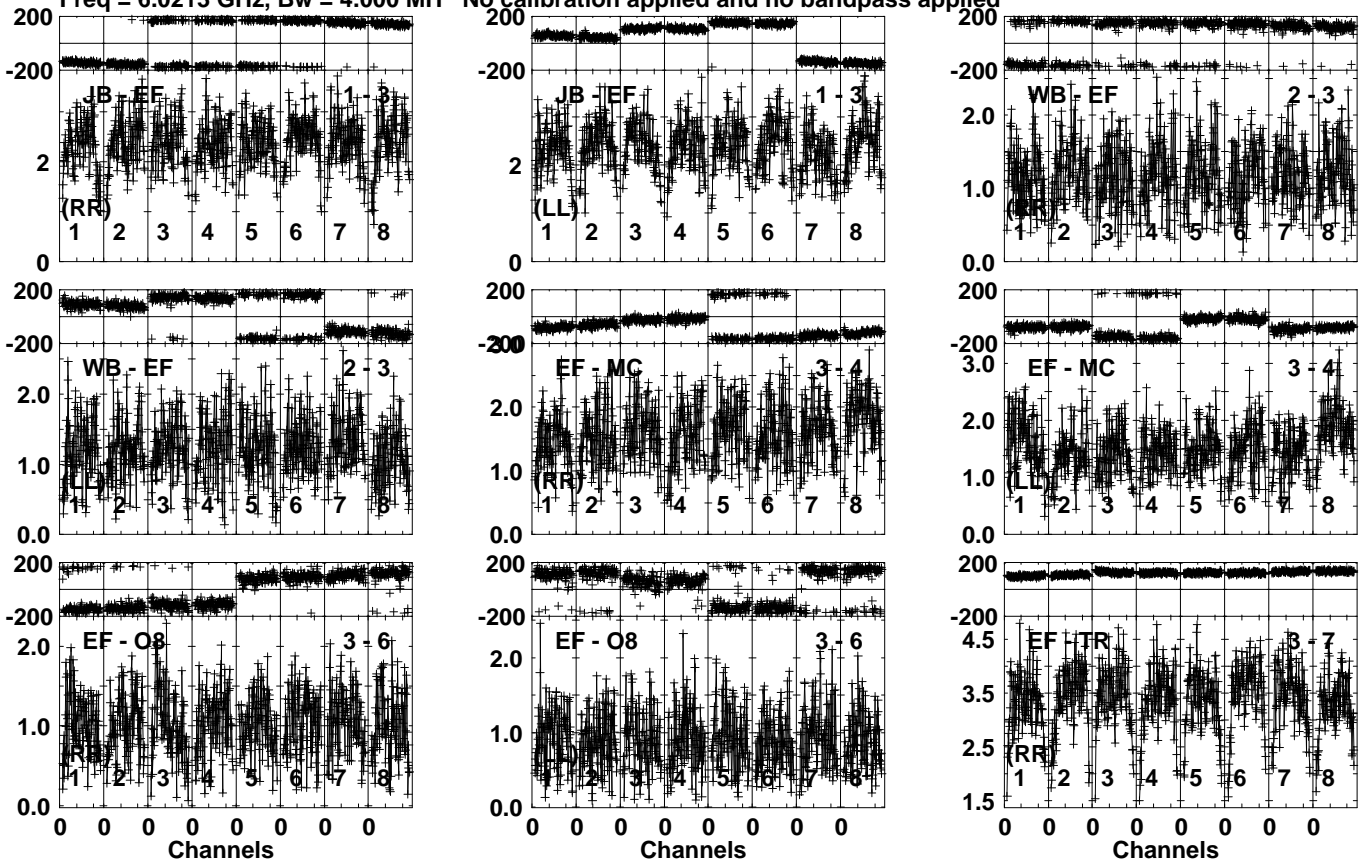 Freq = 6.0213 GHz, Bw = 4.000 MH No calibration applied and no bandpass applied
200 200 200
-200 -200 -200
JB - EF 1 - 3 JB - EF 1 - 3 WB - EF 2 - 3
2.0
2 2
1.0
(RR) (LL) (RR)
1 2 3 4 5 6 7 8 1 2 3 4 5 6 7 8 1 2 3 4 5 6 7 8
0 0 0.0
200 200 200
-200 -200 -200
3.0
WB - EF 2 - 3 EF - MC 3 - 4 EF - MC 3 - 4
3.0
2.0 2.0 2.0
1.0 1.0 1.0
(LL) (RR) (LL)
1 2 3 4 5 6 7 8 1 2 3 4 5 6 7 8 1 2 3 4 5 6 7 8
0.0 0.0 0.0
200 200 200
-200 -200 -200
EF - O8 3 - 6 EF - O8 3 - 6 EF - TR 3 - 7
4.5
2.0 2.0
3.5
1.0 1.0
2.5
(RR) (LL) (RR)
1 2 3 4 5 6 7 8 1 2 3 4 5 6 7 8 1 2 3 4 5 6 7 8
0.0 0.0 1.5
0 0 0 0 0 0 0 0 0 0 0 0 0 0 0 0 0 0 0 0 0 0 0 0
Channels Channels Channels